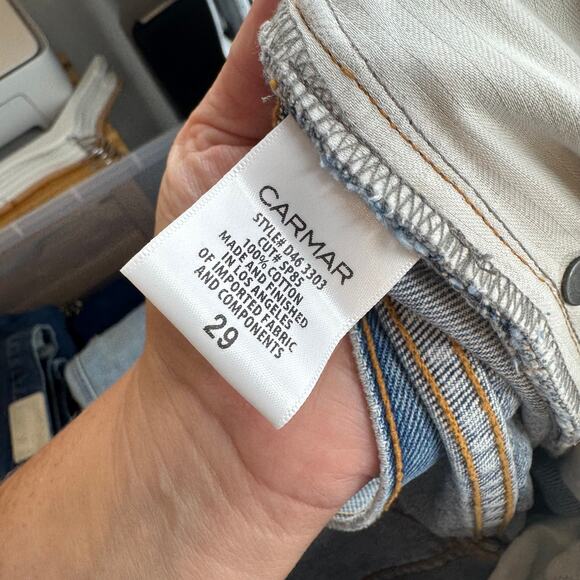 CARMAR
STYLE# D46 3303
CUT# SP85
100% COTTON
MADE AND FINISHED
IN LOS ANGELES
OF IMPORTED FABRIC
AND COMPONENTS
29